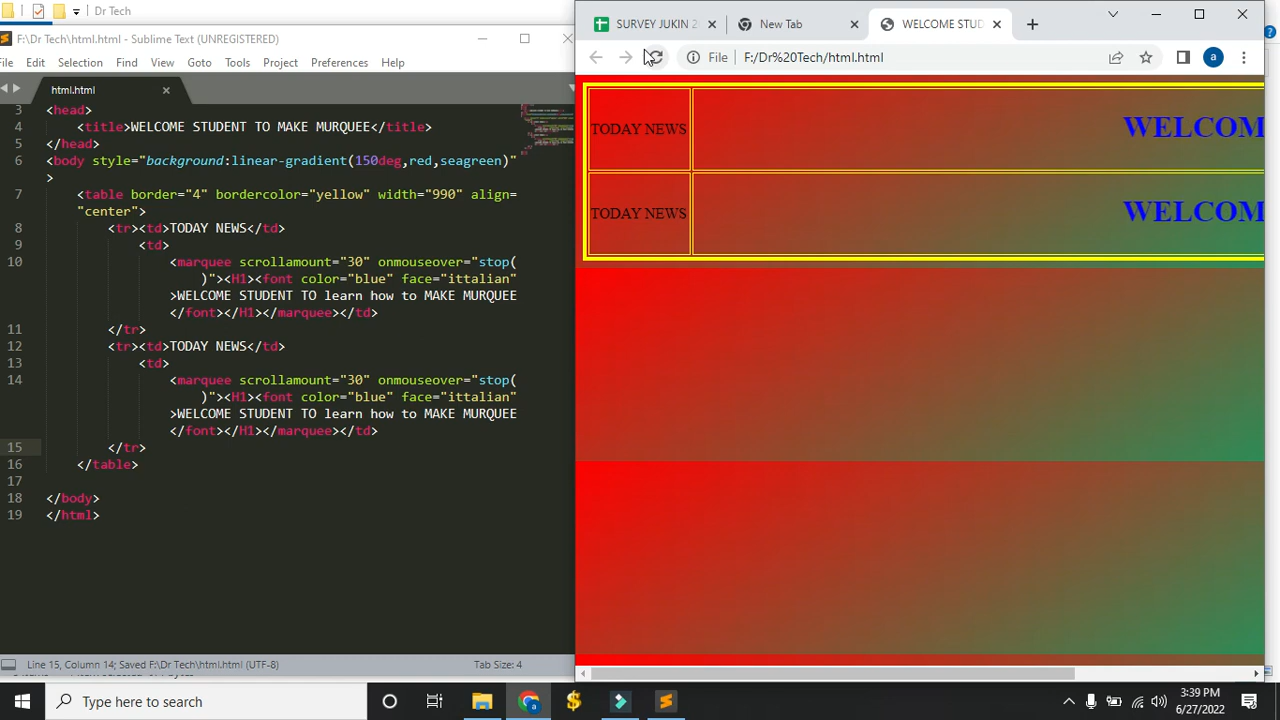 Dr Tech
F:\Dr Tech\html.html - Sublime Text (UNREGISTERED)
File Edit Selection Find View Goto Tools Project Preferences Help
html.html
3 <head>
4 <title>WELCOME STUDENT TO MAKE MURQUEE</title>
5 </head>
6 <body style="background:linear-gradient(150deg,red,seagreen)"
>
7 <table border="4" bordercolor="yellow" width="990" align=
"center">
8 <tr><td>TODAY NEWS</td>
9 <td>
10 <marquee scrollamount="30" onmouseover="stop(
)"><H1><font color="blue" face="ittalian"
>WELCOME STUDENT TO learn how to MAKE MURQUEE
</font></H1></marquee></td>
11 </tr>
12 <tr><td>TODAY NEWS</td>
13 <td>
14 <marquee scrollamount="30" onmouseover="stop(
)"><H1><font color="blue" face="ittalian"
>WELCOME STUDENT TO learn how to MAKE MURQUEE
</font></H1></marquee></td>
15 </tr>
16 </table>
17
18 </body>
19 </html>
Line 15, Column 14; Saved F:\Dr Tech\html.html (UTF-8)
Tab Size: 4
SURVEY JUKIN 2
New Tab
WELCOME STUD
File F:/Dr%20Tech/html.html
a
TODAY NEWS WELCOM
TODAY NEWS WELCOM
Type here to search
3:39 PM
6/27/2022